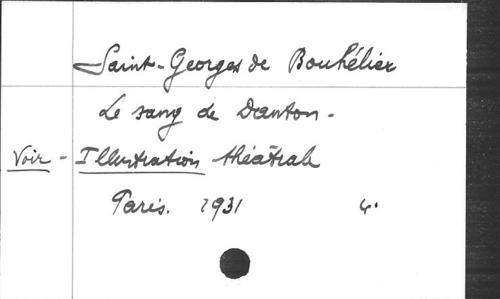 Saint-Georges de Bouhélier
Le sang de Danton.
Voir - Illustration théâtrale
Paris. 1931 4°